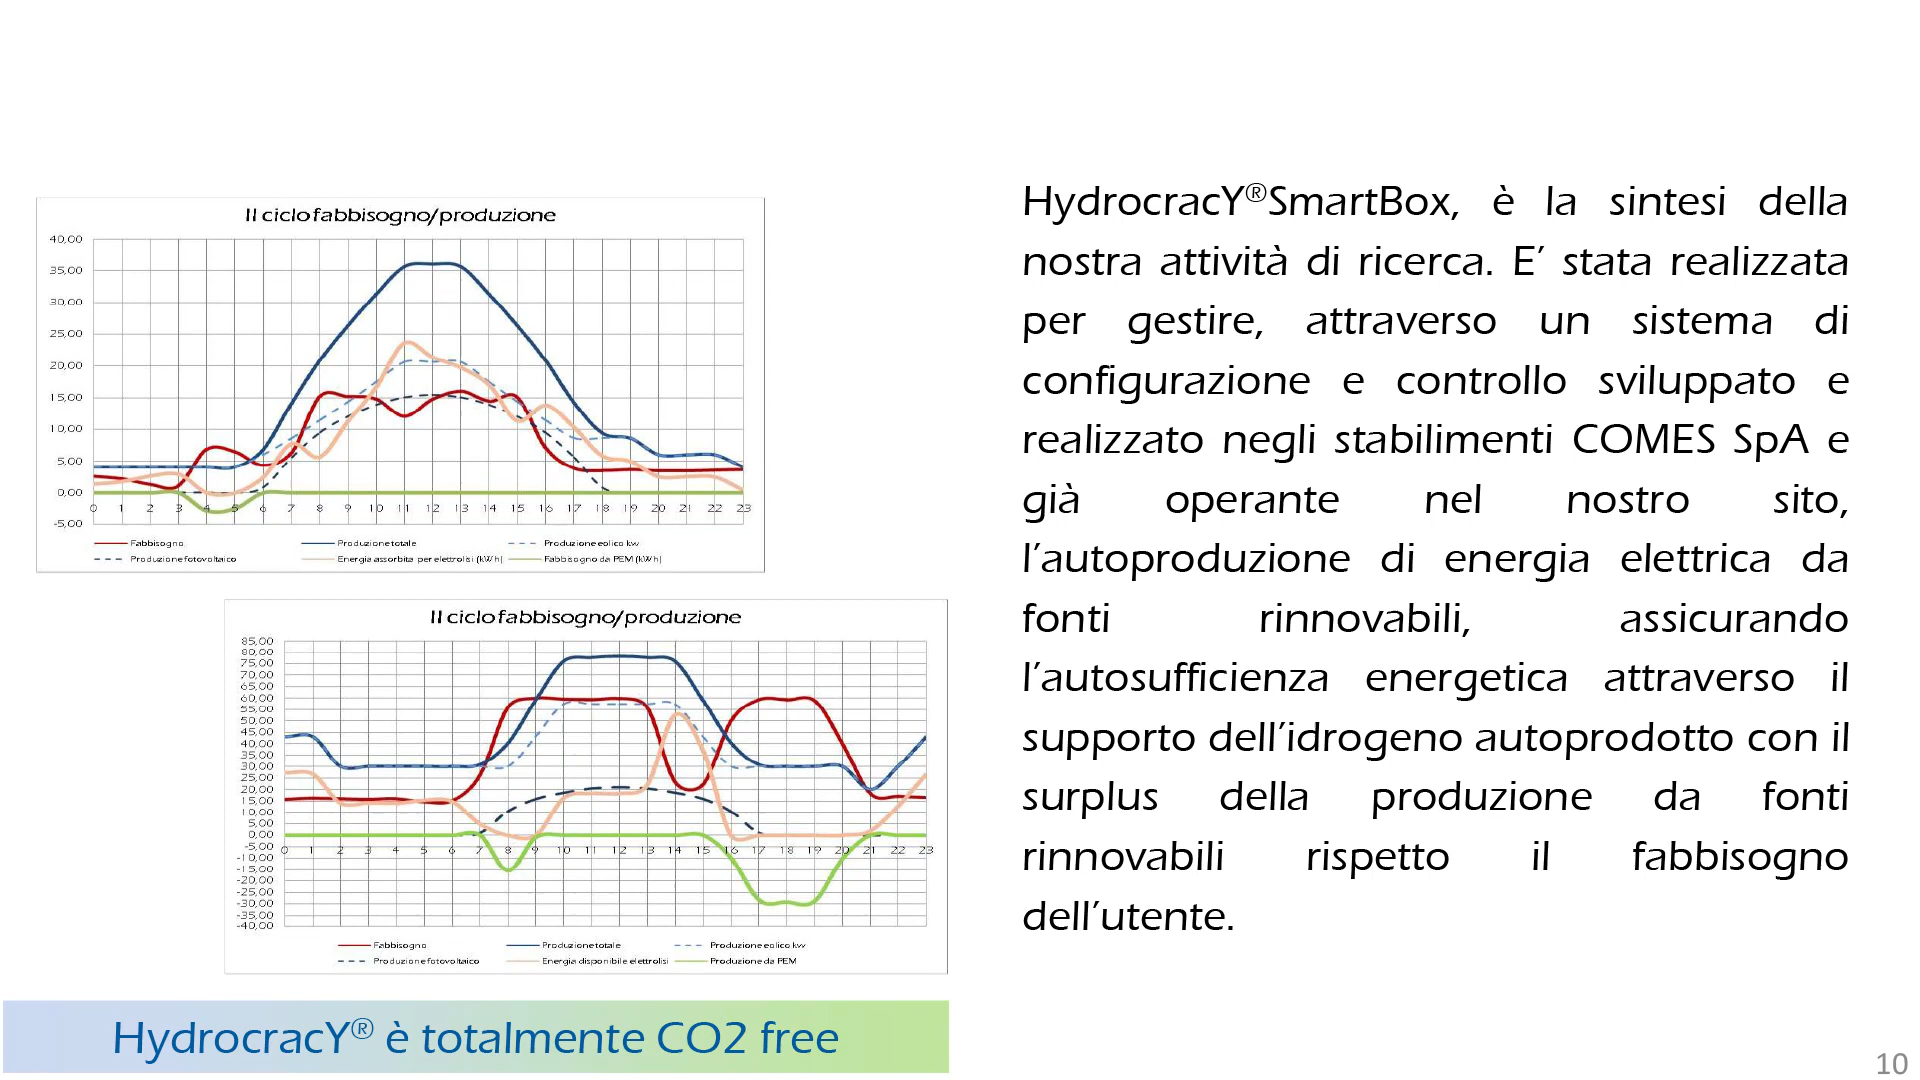 Il ciclo fabbisogno/produzione
40,00
35,00
30,00
25,00
20,00
15,00
10,00
5,00
0,00
-5,00
0 1 2 3 4 5 6 7 8 9 10 11 12 13 14 15 16 17 18 19 20 21 22 23
Fabbisogno Produzione totale Produzione eolico kw
Produzione fotovoltaico Energia assorbita per elettrolisi (kWh) Fabbisogno da PEM (kWh)
Il ciclo fabbisogno/produzione
85,00
80,00
75,00
70,00
65,00
60,00
55,00
50,00
45,00
40,00
35,00
30,00
25,00
20,00
15,00
10,00
5,00
0,00
-5,00
-10,00
-15,00
-20,00
-25,00
-30,00
-35,00
-40,00
0 1 2 3 4 5 6 7 8 9 10 11 12 13 14 15 16 17 18 19 20 21 22 23
Fabbisogno Produzione totale Produzione eolico kw
Produzione fotovoltaico Energia disponibile elettrolisi Produzione da PEM
HydrocracY® è totalmente CO2 free
HydrocracY®SmartBox, è la sintesi della
nostra attività di ricerca. E’ stata realizzata
per gestire, attraverso un sistema di
configurazione e controllo sviluppato e
realizzato negli stabilimenti COMES SpA e
già operante nel nostro sito,
l’autoproduzione di energia elettrica da
fonti rinnovabili, assicurando
l’autosufficienza energetica attraverso il
supporto dell’idrogeno autoprodotto con il
surplus della produzione da fonti
rinnovabili rispetto il fabbisogno
dell’utente.
10